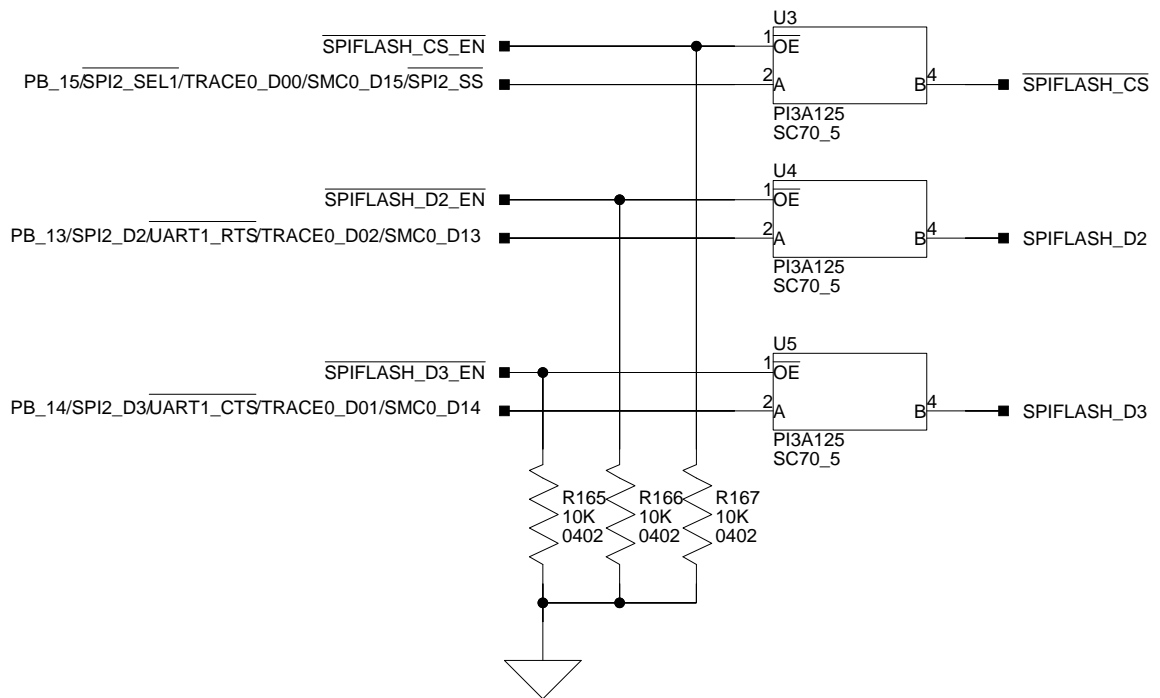 U3
SPIFLASH_CS_EN 1 OE
PB_15/SPI2_SEL1/TRACE0_D00/SMC0_D15/SPI2_SS 2 A B 4 SPIFLASH_CS
PI3A125
SC70_5
U4
SPIFLASH_D2_EN 1 OE
PB_13/SPI2_D2/UART1_RTS/TRACE0_D02/SMC0_D13 2 A B 4 SPIFLASH_D2
PI3A125
SC70_5
U5
SPIFLASH_D3_EN 1 OE
PB_14/SPI2_D3/UART1_CTS/TRACE0_D01/SMC0_D14 2 A B 4 SPIFLASH_D3
PI3A125
SC70_5
R165 R166 R167
10K 10K 10K
0402 0402 0402